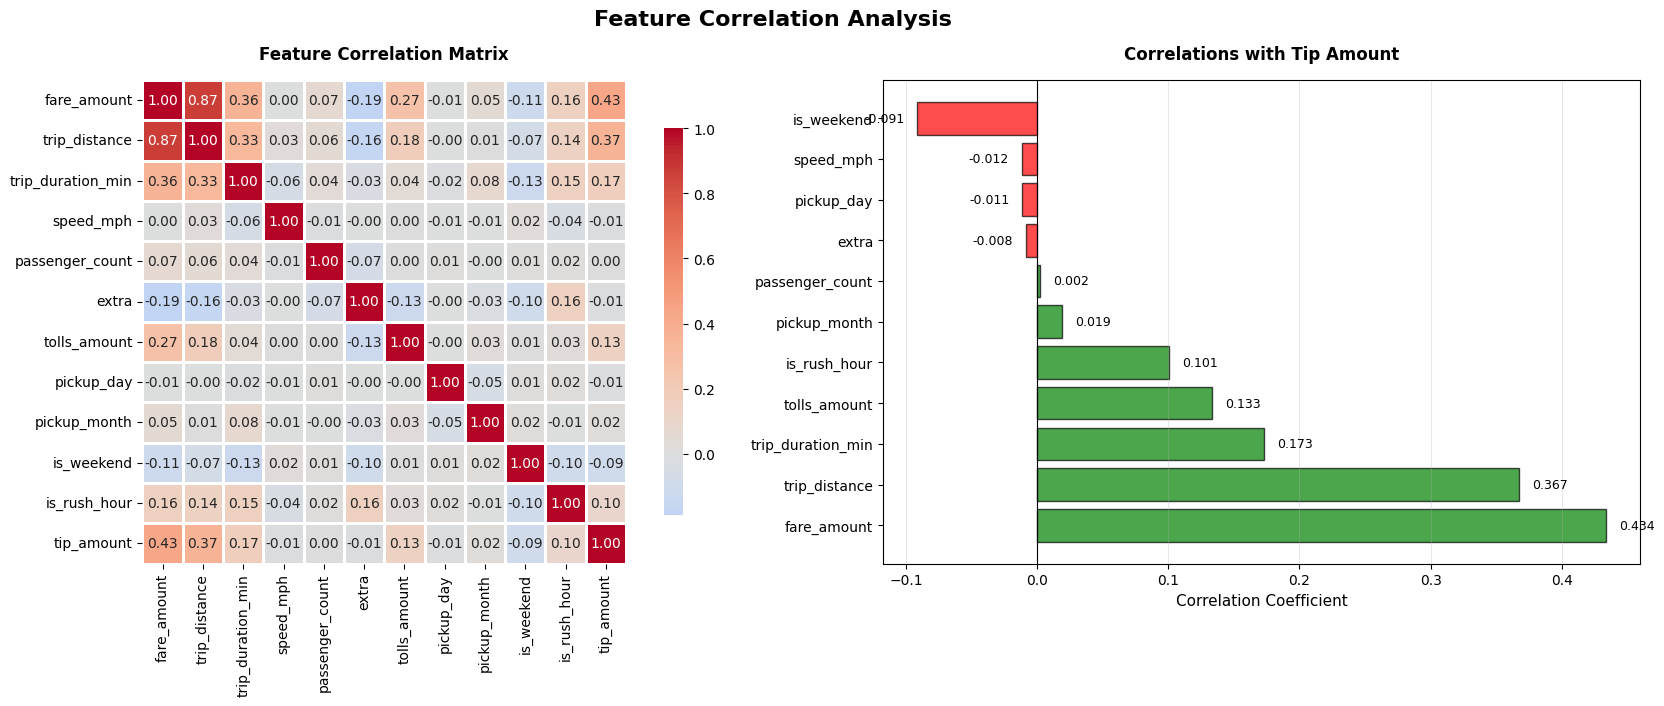 Feature Correlation Analysis
Feature Correlation Matrix
fare_amount 1.00 0.87 0.36 0.00 0.07 -0.19 0.27 -0.01 0.05 -0.11 0.16 0.43
trip_distance 0.87 1.00 0.33 0.03 0.06 -0.16 0.18 -0.00 0.01 -0.07 0.14 0.37
trip_duration_min 0.36 0.33 1.00 -0.06 0.04 -0.03 0.04 -0.02 0.08 -0.13 0.15 0.17
speed_mph 0.00 0.03 -0.06 1.00 -0.01 -0.00 0.00 -0.01 -0.01 0.02 -0.04 -0.01
passenger_count 0.07 0.06 0.04 -0.01 1.00 -0.07 0.00 0.01 -0.00 0.01 0.02 0.00
extra -0.19 -0.16 -0.03 -0.00 -0.07 1.00 -0.13 -0.00 -0.03 -0.10 0.16 -0.01
tolls_amount 0.27 0.18 0.04 0.00 0.00 -0.13 1.00 -0.00 0.03 0.01 0.03 0.13
pickup_day -0.01 -0.00 -0.02 -0.01 0.01 -0.00 -0.00 1.00 -0.05 0.01 0.02 -0.01
pickup_month 0.05 0.01 0.08 -0.01 -0.00 -0.03 0.03 -0.05 1.00 0.02 -0.01 0.02
is_weekend -0.11 -0.07 -0.13 0.02 0.01 -0.10 0.01 0.01 0.02 1.00 -0.10 -0.09
is_rush_hour 0.16 0.14 0.15 -0.04 0.02 0.16 0.03 0.02 -0.01 -0.10 1.00 0.10
tip_amount 0.43 0.37 0.17 -0.01 0.00 -0.01 0.13 -0.01 0.02 -0.09 0.10 1.00
fare_amount trip_distance trip_duration_min speed_mph passenger_count extra tolls_amount pickup_day pickup_month is_weekend is_rush_hour tip_amount
1.0
0.8
0.6
0.4
0.2
0.0
Correlations with Tip Amount
is_weekend -0.091
speed_mph -0.012
pickup_day -0.011
extra -0.008
passenger_count 0.002
pickup_month 0.019
is_rush_hour 0.101
tolls_amount 0.133
trip_duration_min 0.173
trip_distance 0.367
fare_amount 0.434
−0.1 0.0 0.1 0.2 0.3 0.4
Correlation Coefficient